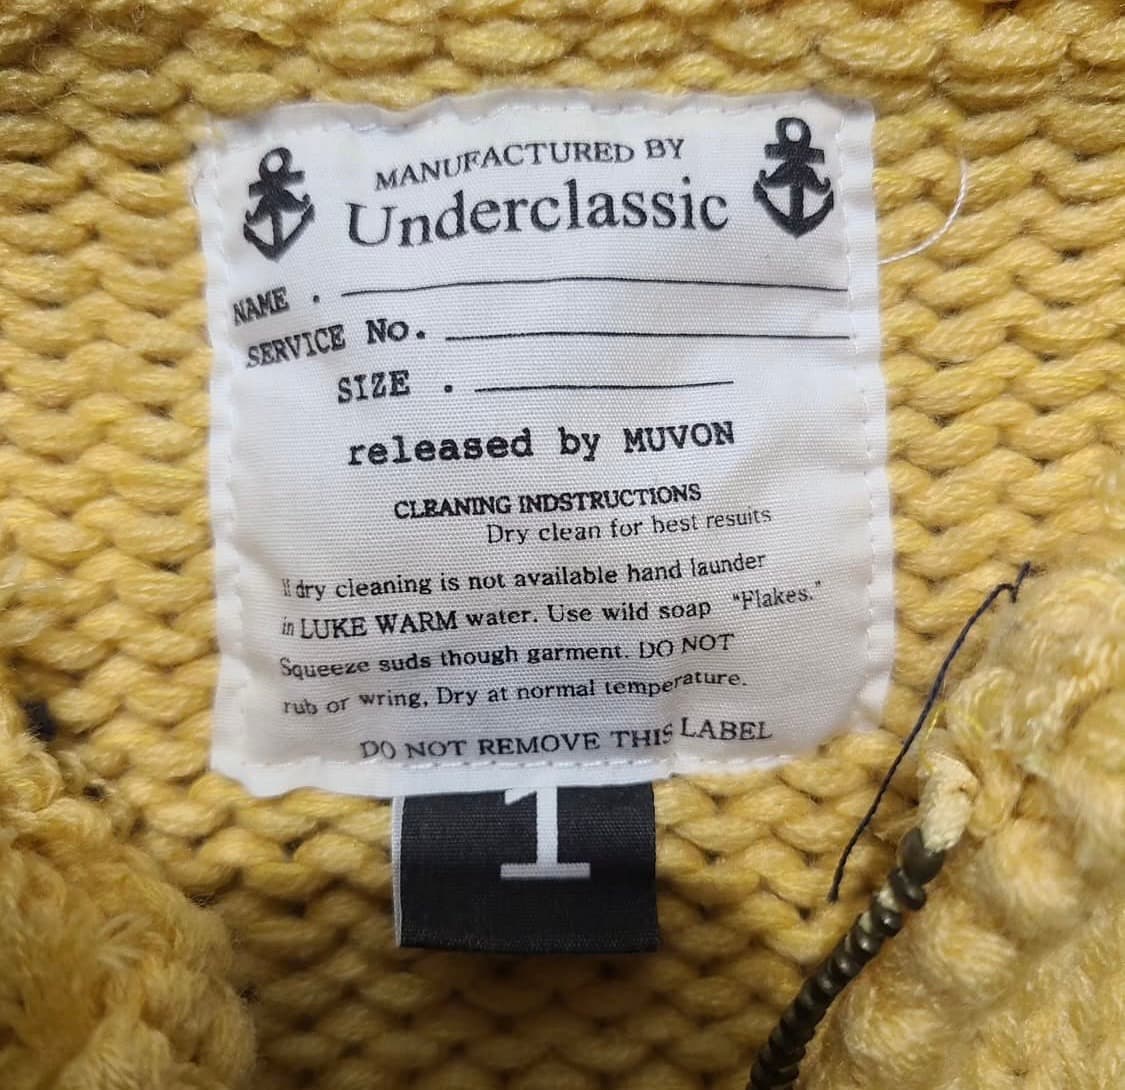 MANUFACTURED BY
Underclassic
NAME .
SERVICE No.
SIZE .
released by MUVON
CLEANING INDSTRUCTIONS
Dry clean for best resuits
If dry cleaning is not available hand launder
in LUKE WARM water. Use wild soap "Flakes."
Squeeze suds though garment. DO NOT
rub or wring, Dry at normal temperature.
DO NOT REMOVE THIS LABEL
1